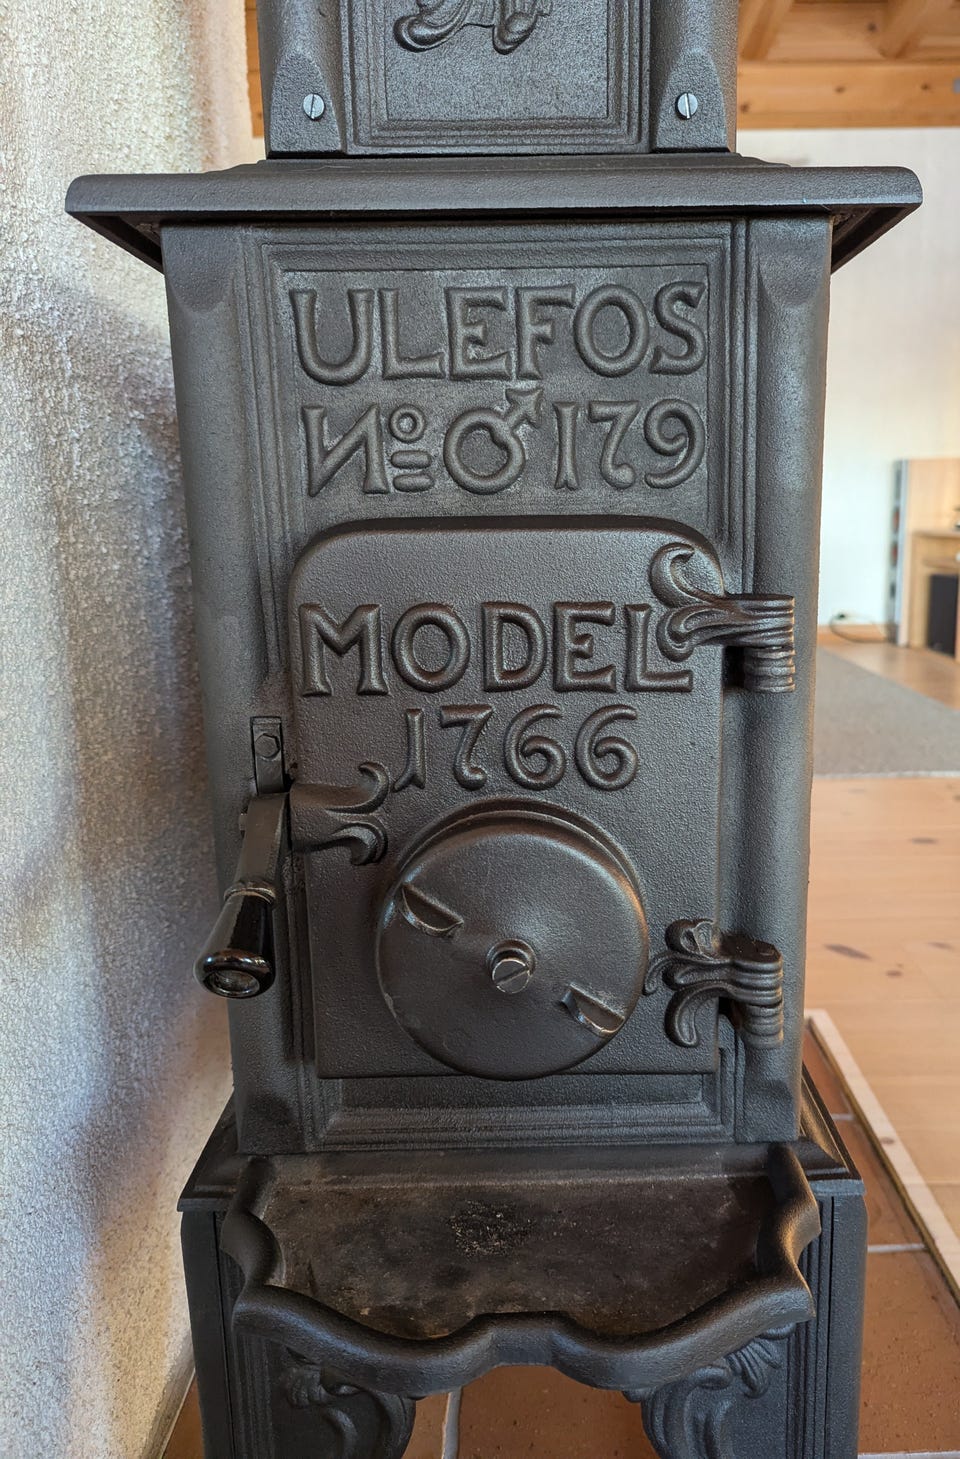 ULEFOS
Nº ♂ 179
MODEL
1766